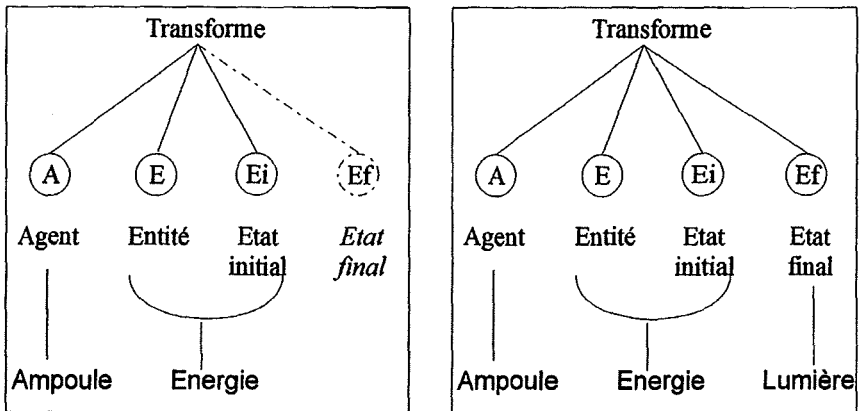 Transforme
A E Ei Ef
Agent Entité Etat Etat
initial final
Ampoule Energie
Transforme
A E Ei Ef
Agent Entité Etat Etat
initial final
Ampoule Energie Lumière